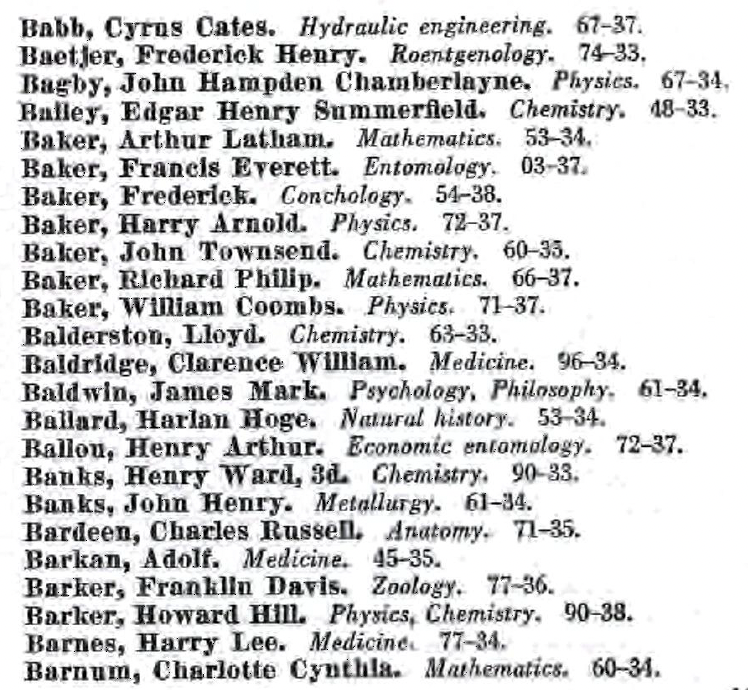 Babb, Cyrus Cates. Hydraulic engineering. 67–37.
Baetjer, Frederick Henry. Roentgenology. 74–33.
Bagby, John Hampden Chamberlayne. Physics. 67–34.
Bailey, Edgar Henry Summerfield. Chemistry. 48–33.
Baker, Arthur Latham. Mathematics. 53–34.
Baker, Francis Everett. Entomology. 03–37.
Baker, Frederick. Conchology. 54–38.
Baker, Harry Arnold. Physics. 72–37.
Baker, John Townsend. Chemistry. 60–35.
Baker, Richard Philip. Mathematics. 66–37.
Baker, William Coombs. Physics. 71–37.
Balderston, Lloyd. Chemistry. 63–33.
Baldridge, Clarence William. Medicine. 96–34.
Baldwin, James Mark. Psychology, Philosophy. 61–34.
Ballard, Harlan Hoge. Natural history. 53–34.
Ballou, Henry Arthur. Economic entomology. 72–37.
Banks, Henry Ward, 3d. Chemistry. 90–33.
Banks, John Henry. Metallurgy. 61–34.
Bardeen, Charles Russell. Anatomy. 71–35.
Barkan, Adolf. Medicine. 45–35.
Barker, Franklin Davis. Zoology. 77–36.
Barker, Howard Hill. Physics, Chemistry. 90–38.
Barnes, Harry Lee. Medicine. 77–34.
Barnum, Charlotte Cynthia. Mathematics. 60–34.